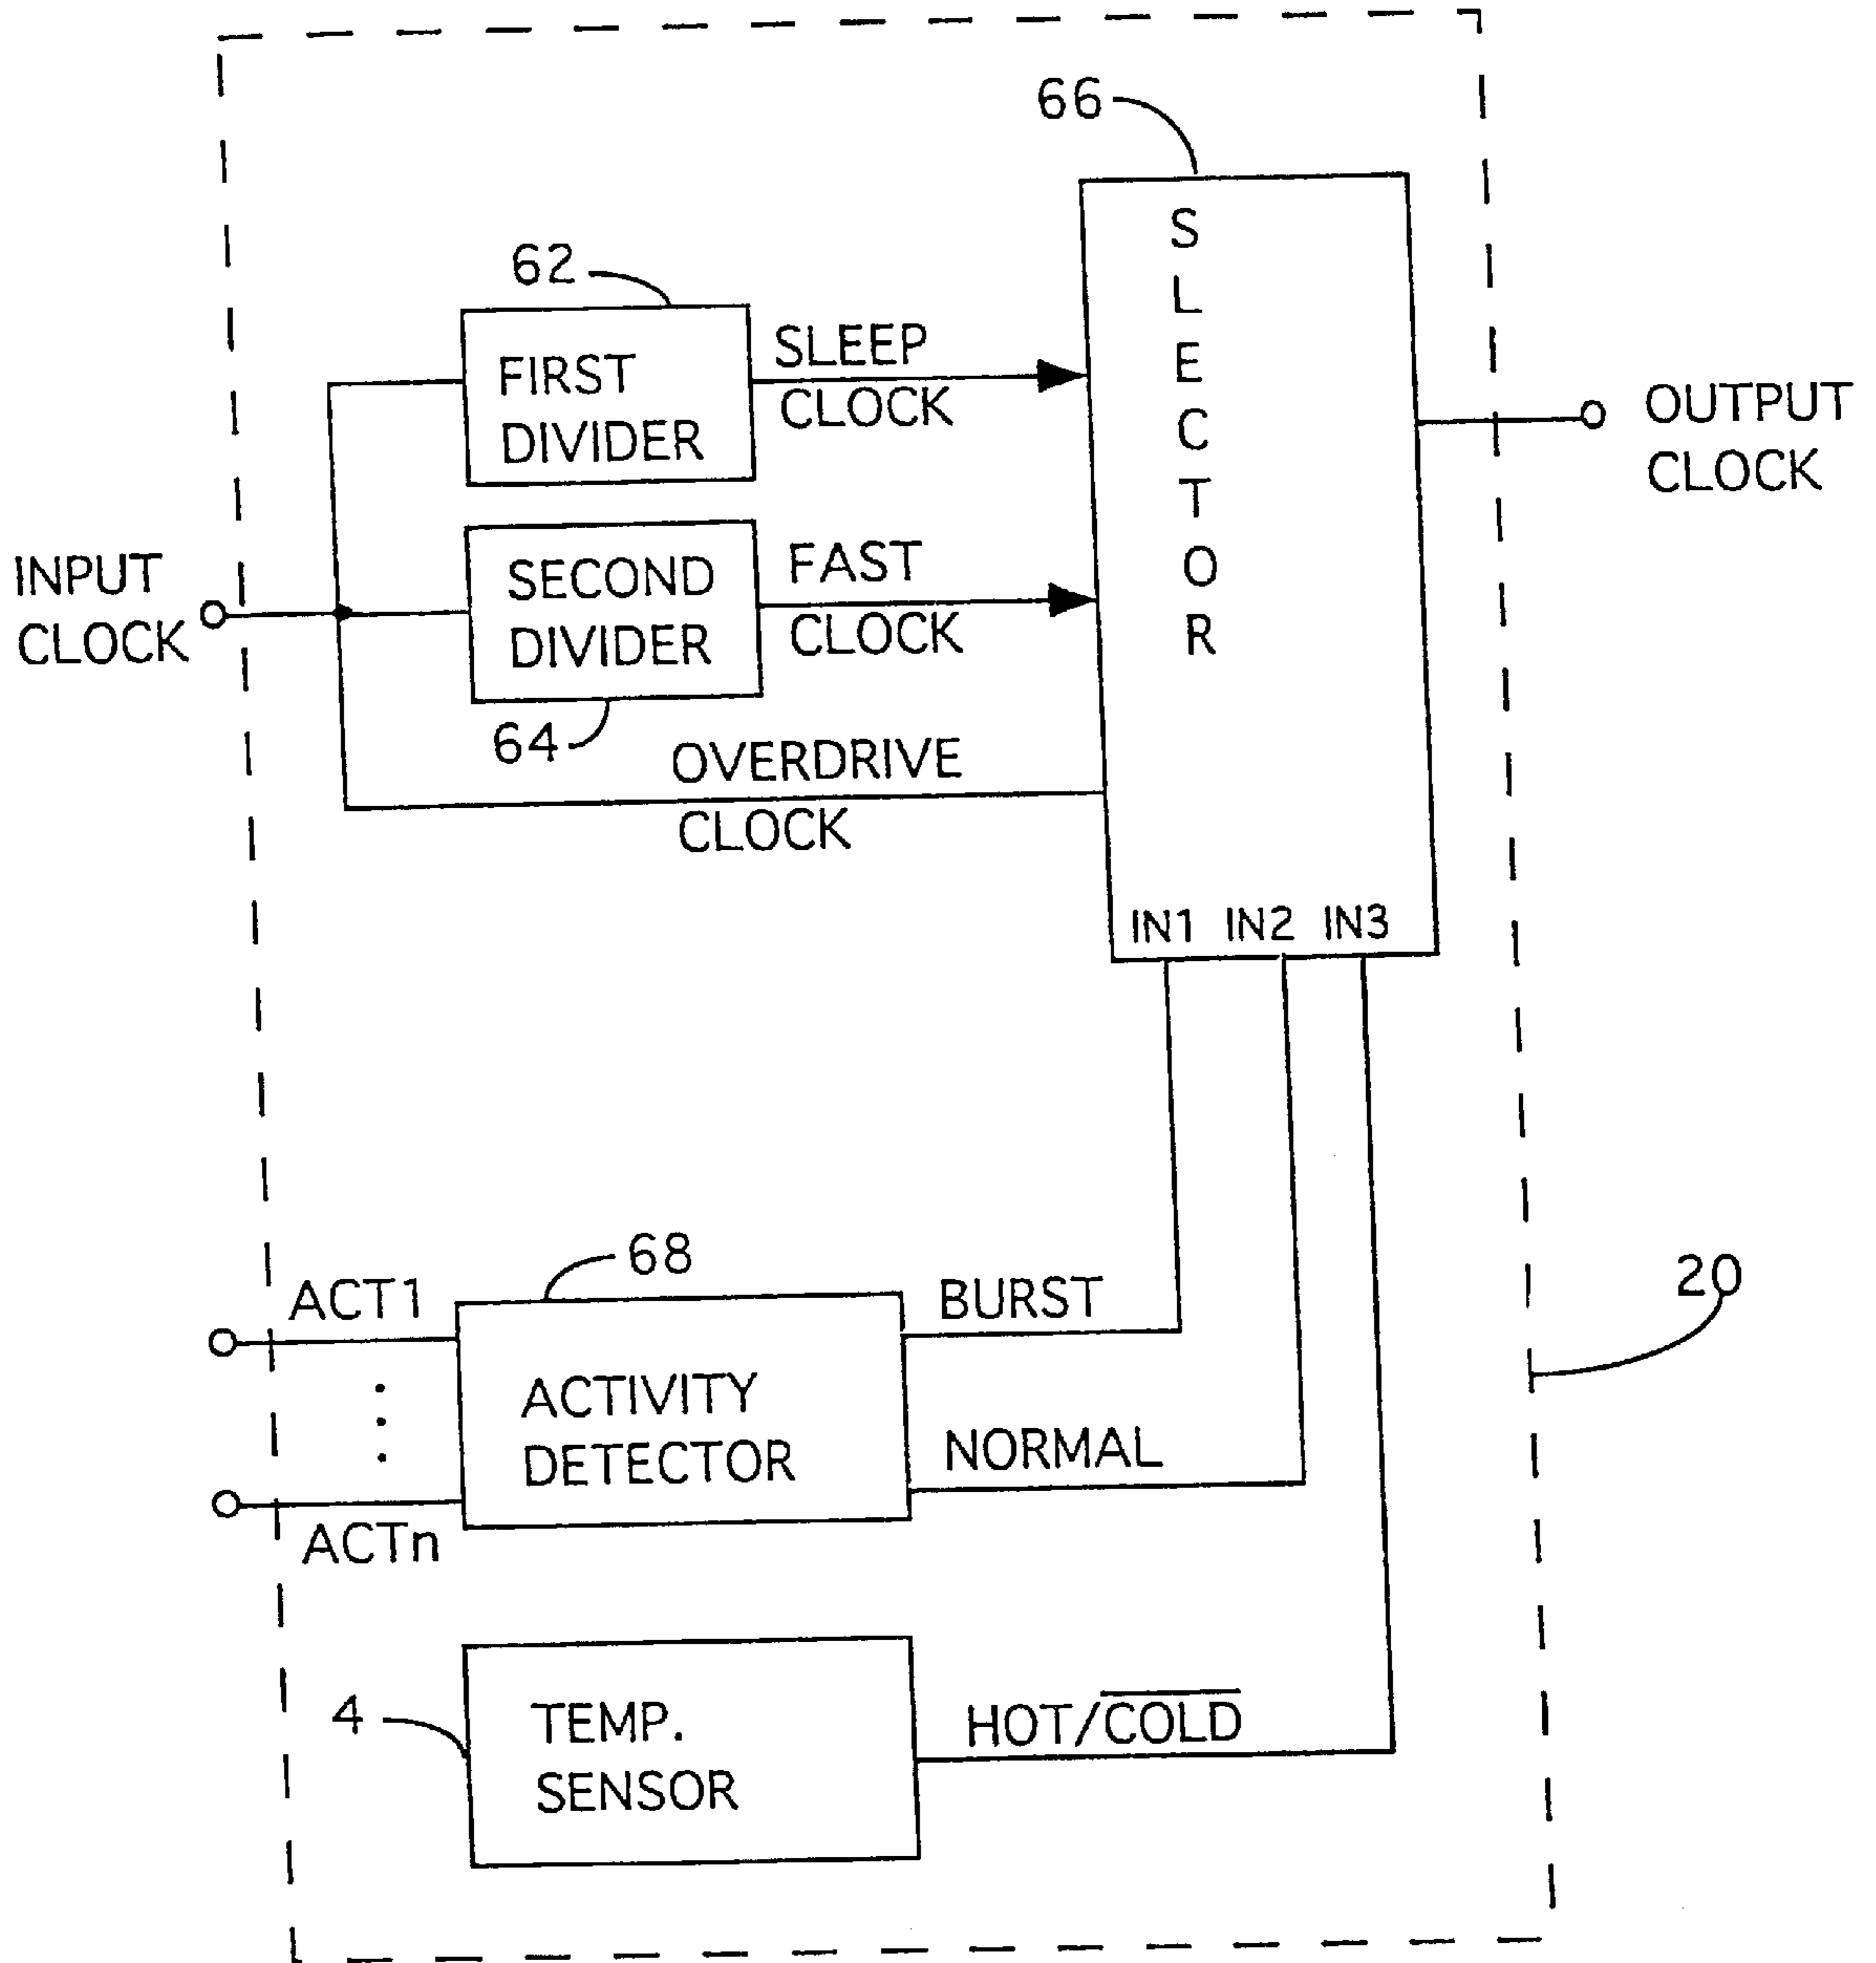 66
S
L
E
C
T
O
R
62
FIRST
DIVIDER
SLEEP
CLOCK
OUTPUT
CLOCK
INPUT
CLOCK
SECOND
DIVIDER
FAST
CLOCK
64
OVERDRIVE
CLOCK
IN1 IN2 IN3
68
ACT1
BURST
20
ACTIVITY
DETECTOR
NORMAL
ACTn
4
TEMP.
SENSOR
HOT/C̅O̅L̅D̅